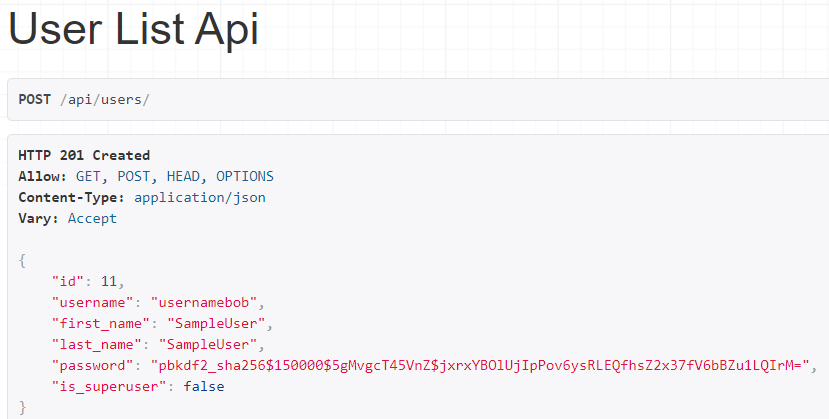 User List Api
POST /api/users/
HTTP 201 Created
Allow: GET, POST, HEAD, OPTIONS
Content-Type: application/json
Vary: Accept
{
"id": 11,
"username": "usernamebob",
"first_name": "SampleUser",
"last_name": "SampleUser",
"password": "pbkdf2_sha256$150000$5gMvgcT45VnZ$jxrxYBOlUjIpPov6ysRLEQfhsZ2x37fV6bBZu1LQIrM=",
"is_superuser": false
}